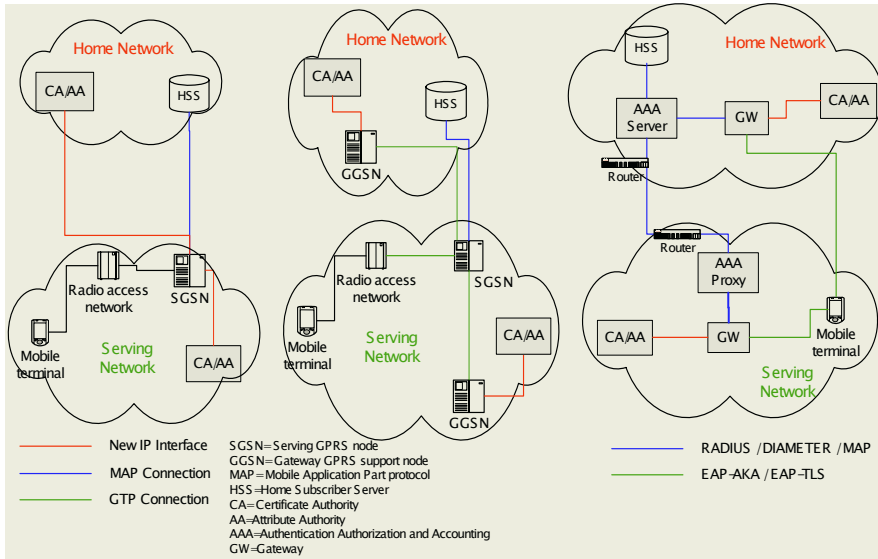 Home Network
CA/AA
HSS
SGSN
Radio access
network
Mobile
terminal
Serving
Network
CA/AA
Home Network
CA/AA
HSS
GGSN
Radio access
network
SGSN
Mobile
terminal
Serving
Network
CA/AA
GGSN
HSS
Home Network
AAA
Server
GW
CA/AA
Router
Router
AAA
Proxy
CA/AA
GW
Mobile
terminal
Serving
Network
New IP Interface
MAP Connection
GTP Connection
SGSN=Serving GPRS node
GGSN=Gateway GPRS support node
MAP=Mobile Application Part protocol
HSS=Home Subscriber Server
CA=Certificate Authority
AA=Attribute Authority
AAA=Authentication Authorization and Accounting
GW=Gateway
RADIUS /DIAMETER /MAP
EAP-AKA / EAP-TLS